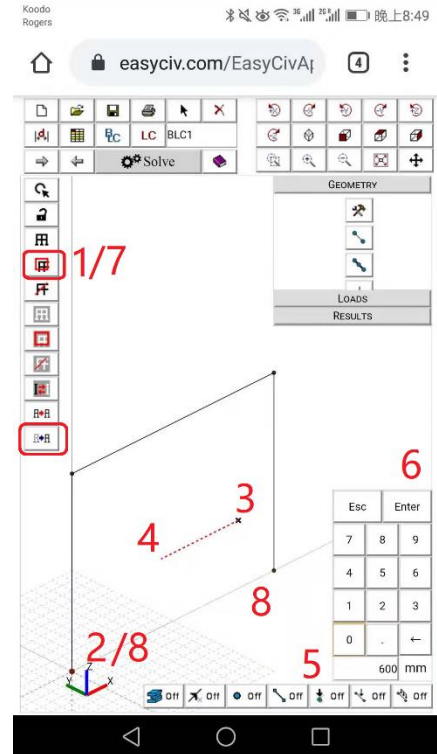 Koodo
Rogers
3G 2G R 晚上8:49
easyciv.com/EasyCivAp
4
LC BLC1
Solve
GEOMETRY
LOADS
RESULTS
1/7
3
4
6
8
2/8
5
Z
Y X
Esc Enter
7 8 9
4 5 6
1 2 3
0 . ←
600 mm
Off Off Off Off Off Off Off